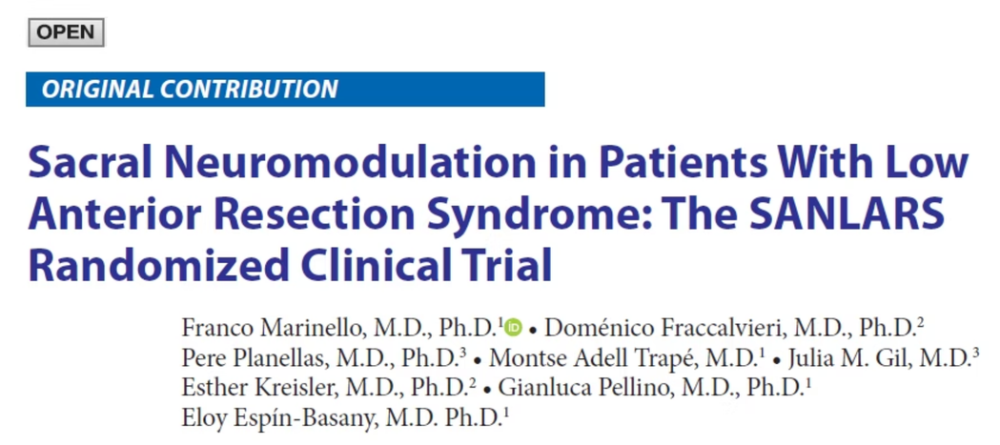 OPEN
ORIGINAL CONTRIBUTION
Sacral Neuromodulation in Patients With Low
Anterior Resection Syndrome: The SANLARS
Randomized Clinical Trial
Franco Marinello, M.D., Ph.D.¹ iD • Doménico Fraccalvieri, M.D., Ph.D.²
Pere Planellas, M.D., Ph.D.³ • Montse Adell Trapé, M.D.¹ • Julia M. Gil, M.D.³
Esther Kreisler, M.D., Ph.D.² • Gianluca Pellino, M.D., Ph.D.¹
Eloy Espín-Basany, M.D. Ph.D.¹